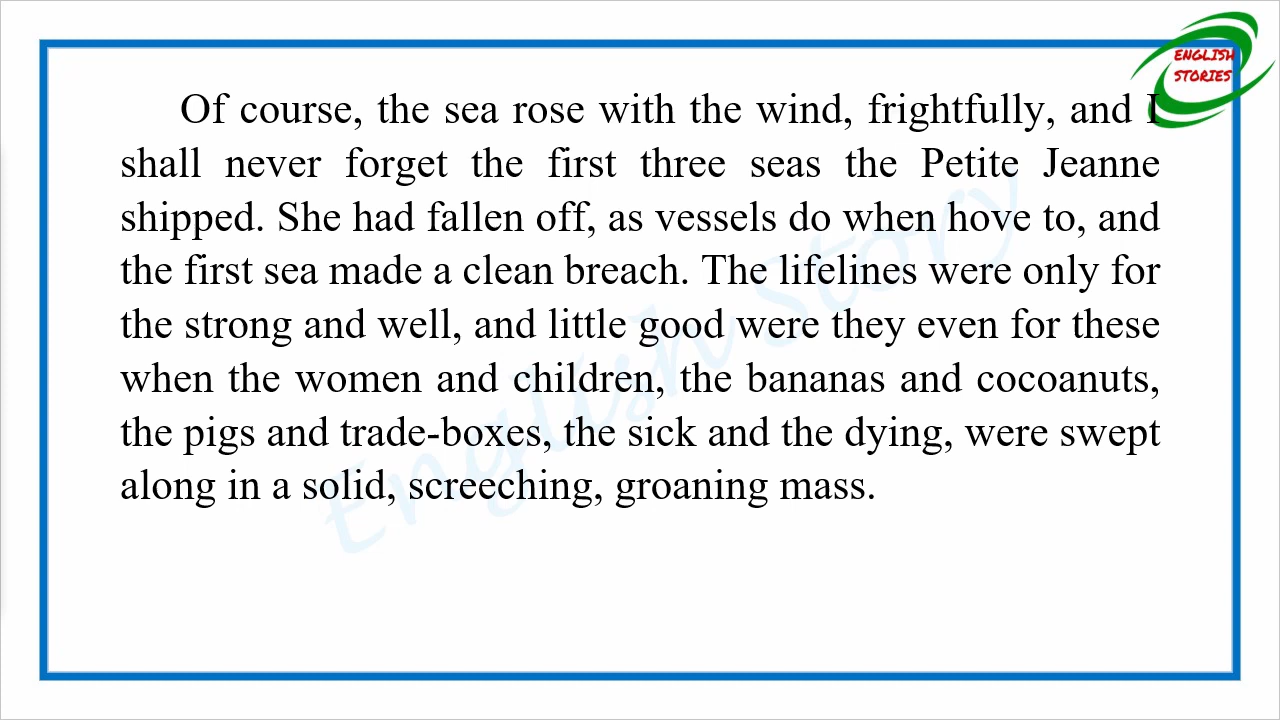 ENGLISH
STORIES
Of course, the sea rose with the wind, frightfully, and I
shall never forget the first three seas the Petite Jeanne
shipped. She had fallen off, as vessels do when hove to, and
the first sea made a clean breach. The lifelines were only for
the strong and well, and little good were they even for these
when the women and children, the bananas and cocoanuts,
the pigs and trade-boxes, the sick and the dying, were swept
along in a solid, screeching, groaning mass.
English Story